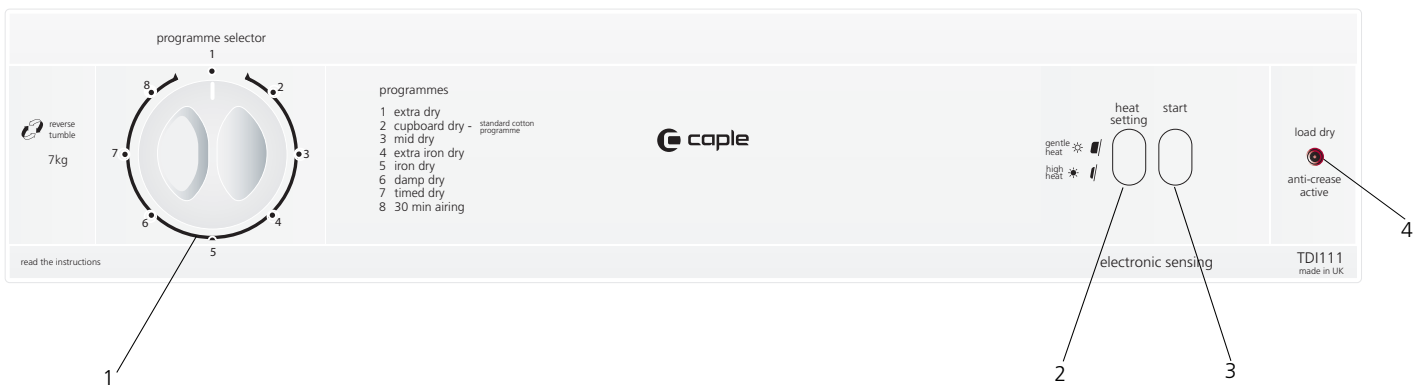 programme selector
1
2
3
4
5
6
7
8
reverse
tumble
7kg
programmes
1 extra dry
2 cupboard dry - standard cotton
programme
3 mid dry
4 extra iron dry
5 iron dry
6 damp dry
7 timed dry
8 30 min airing
caple
heat
setting
start
gentle
heat
high
heat
load dry
anti-crease
active
read the instructions
electronic sensing
TDI111
made in UK
1
2
3
4